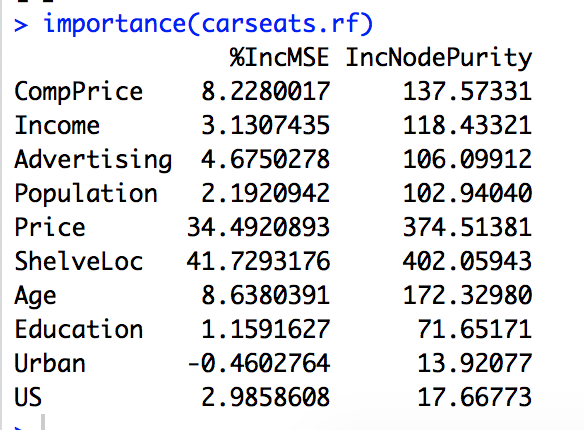 > importance(carseats.rf)
%IncMSE IncNodePurity
CompPrice 8.2280017 137.57331
Income 3.1307435 118.43321
Advertising 4.6750278 106.09912
Population 2.1920942 102.94040
Price 34.4920893 374.51381
ShelveLoc 41.7293176 402.05943
Age 8.6380391 172.32980
Education 1.1591627 71.65171
Urban -0.4602764 13.92077
US 2.9858608 17.66773
>